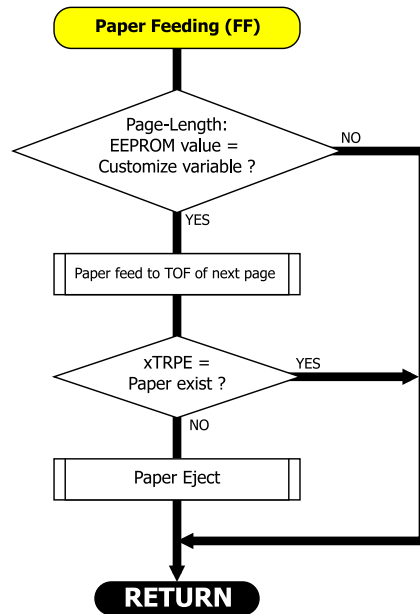 Paper Feeding (FF)
Page-Length:
EEPROM value =
Customize variable ?
NO
YES
Paper feed to TOF of next page
xTRPE =
Paper exist ?
YES
NO
Paper Eject
RETURN